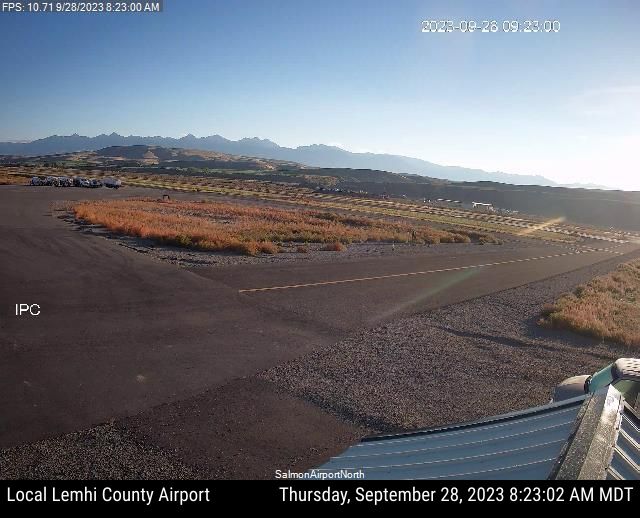 FPS: 10.71 9/28/2023 8:23:00 AM
2023-09-28 09:23:00
IPC
SalmonAirportNorth
Local Lemhi County Airport Thursday, September 28, 2023 8:23:02 AM MDT